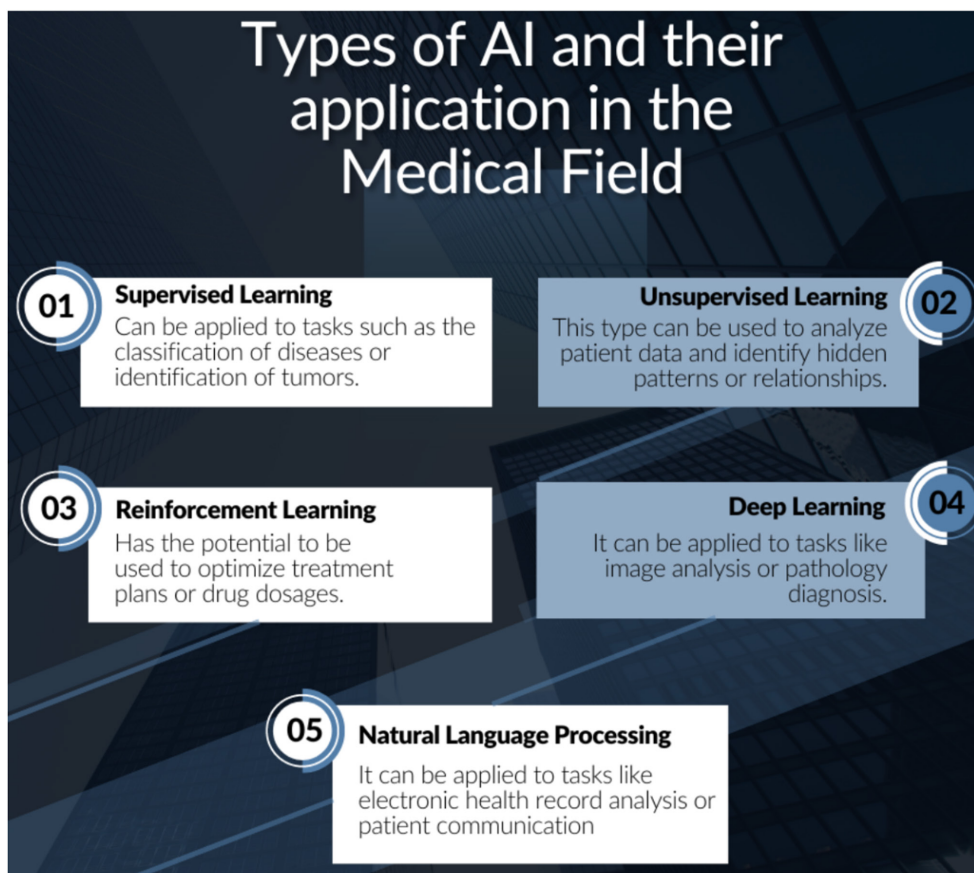 Types of AI and their
application in the
Medical Field
01
Supervised Learning
Can be applied to tasks such as the
classification of diseases or
identification of tumors.
Unsupervised Learning
02
This type can be used to analyze
patient data and identify hidden
patterns or relationships.
03
Reinforcement Learning
Has the potential to be
used to optimize treatment
plans or drug dosages.
Deep Learning
04
It can be applied to tasks like
image analysis or pathology
diagnosis.
05
Natural Language Processing
It can be applied to tasks like
electronic health record analysis or
patient communication